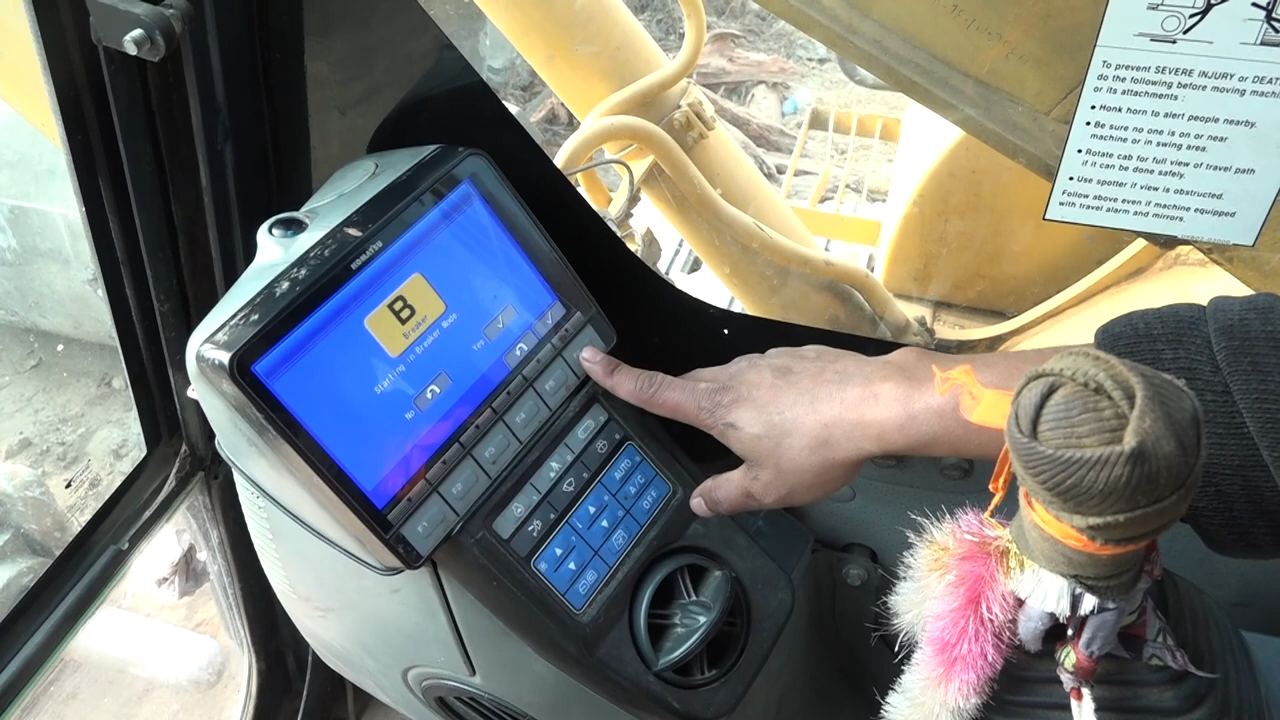 KOMATSU
B
Breaker
Starting in Breaker Mode.
Yes
No
F1
F2
F3
F4
F5
AUTO
A/C
OFF
To prevent SEVERE INJURY or DEATH
do the following before moving machine
or its attachments :
● Honk horn to alert people nearby.
● Be sure no one is on or near
machine or in swing area.
● Rotate cab for full view of travel path
if it can be done safely.
● Use spotter if view is obstructed.
Follow above even if machine equipped
with travel alarm and mirrors.